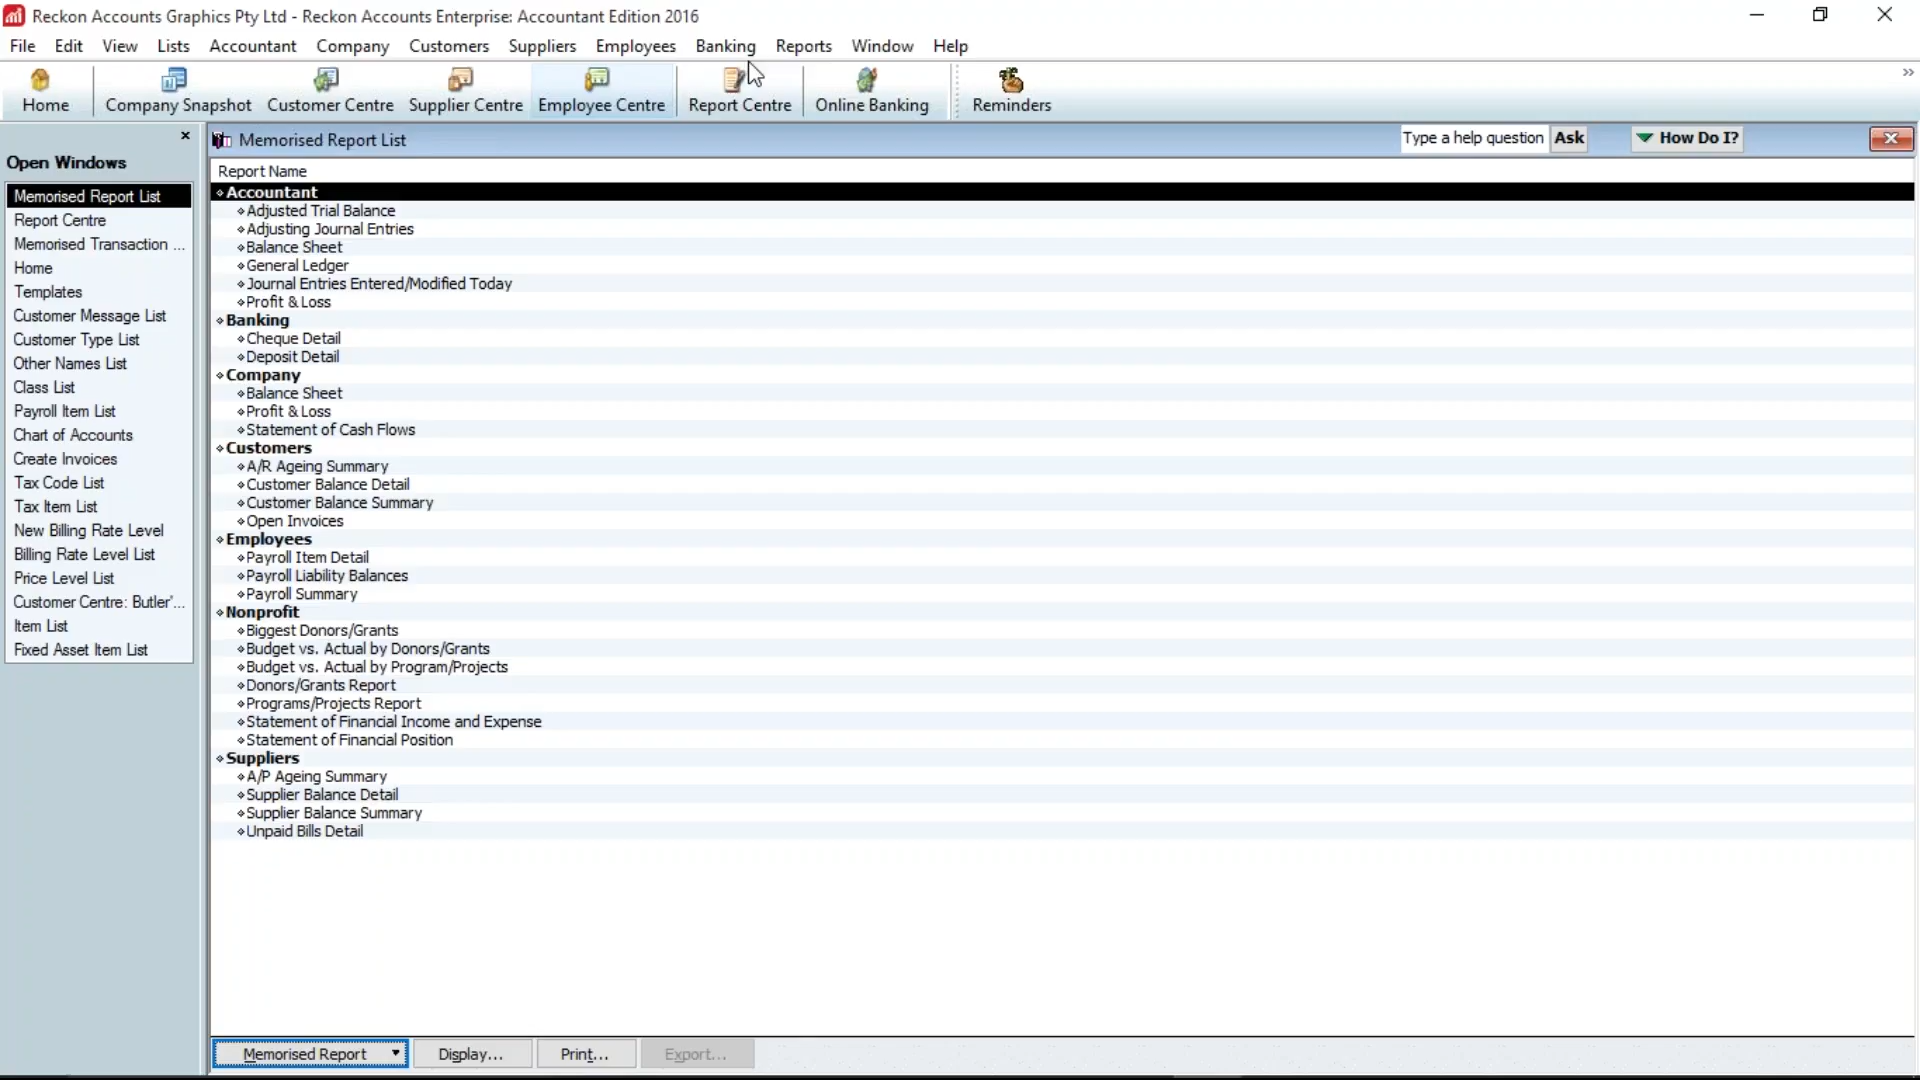 Reckon Accounts Graphics Pty Ltd - Reckon Accounts Enterprise: Accountant Edition 2016
File Edit View Lists Accountant Company Customers Suppliers Employees Banking Reports Window Help
Home Company Snapshot Customer Centre Supplier Centre Employee Centre Report Centre Online Banking Reminders
Open Windows
Memorised Report List
Report Centre
Memorised Transaction ...
Home
Templates
Customer Message List
Customer Type List
Other Names List
Class List
Payroll Item List
Chart of Accounts
Create Invoices
Tax Code List
Tax Item List
New Billing Rate Level
Billing Rate Level List
Price Level List
Customer Centre: Butler'...
Item List
Fixed Asset Item List
Memorised Report List
Type a help question Ask How Do I?
Report Name
Accountant
Adjusted Trial Balance
Adjusting Journal Entries
Balance Sheet
General Ledger
Journal Entries Entered/Modified Today
Profit & Loss
Banking
Cheque Detail
Deposit Detail
Company
Balance Sheet
Profit & Loss
Statement of Cash Flows
Customers
A/R Ageing Summary
Customer Balance Detail
Customer Balance Summary
Open Invoices
Employees
Payroll Item Detail
Payroll Liability Balances
Payroll Summary
Nonprofit
Biggest Donors/Grants
Budget vs. Actual by Donors/Grants
Budget vs. Actual by Program/Projects
Donors/Grants Report
Programs/Projects Report
Statement of Financial Income and Expense
Statement of Financial Position
Suppliers
A/P Ageing Summary
Supplier Balance Detail
Supplier Balance Summary
Unpaid Bills Detail
Memorised Report Display... Print... Export...